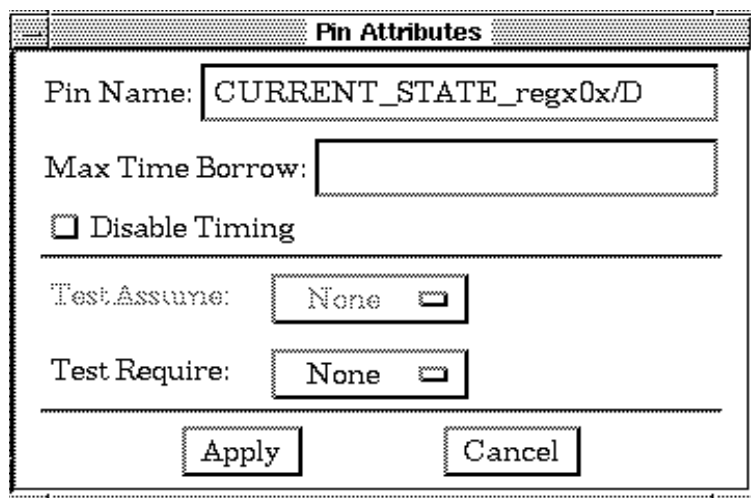 Pin Attributes
Pin Name: CURRENT_STATE_regx0x/D
Max Time Borrow:
Disable Timing
Test Assume: None
Test Require: None
Apply Cancel